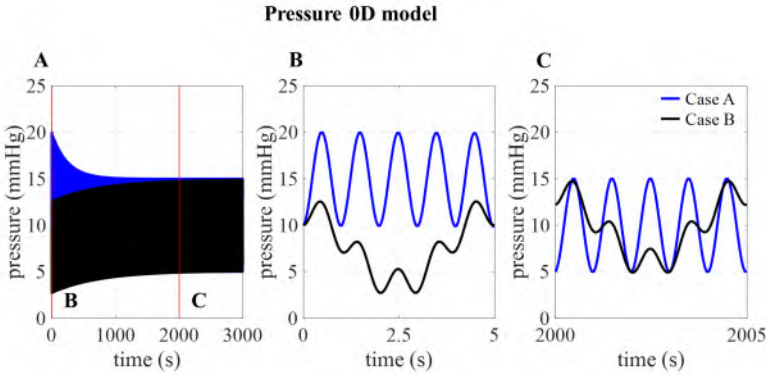 Pressure 0D model
A
25
20
15
10
5
0
pressure (mmHg)
B
C
0
1000
2000
3000
time (s)
B
25
20
15
10
5
0
pressure (mmHg)
0
2.5
5
time (s)
C
25
20
15
10
5
0
pressure (mmHg)
Case A
Case B
2000
2005
time (s)